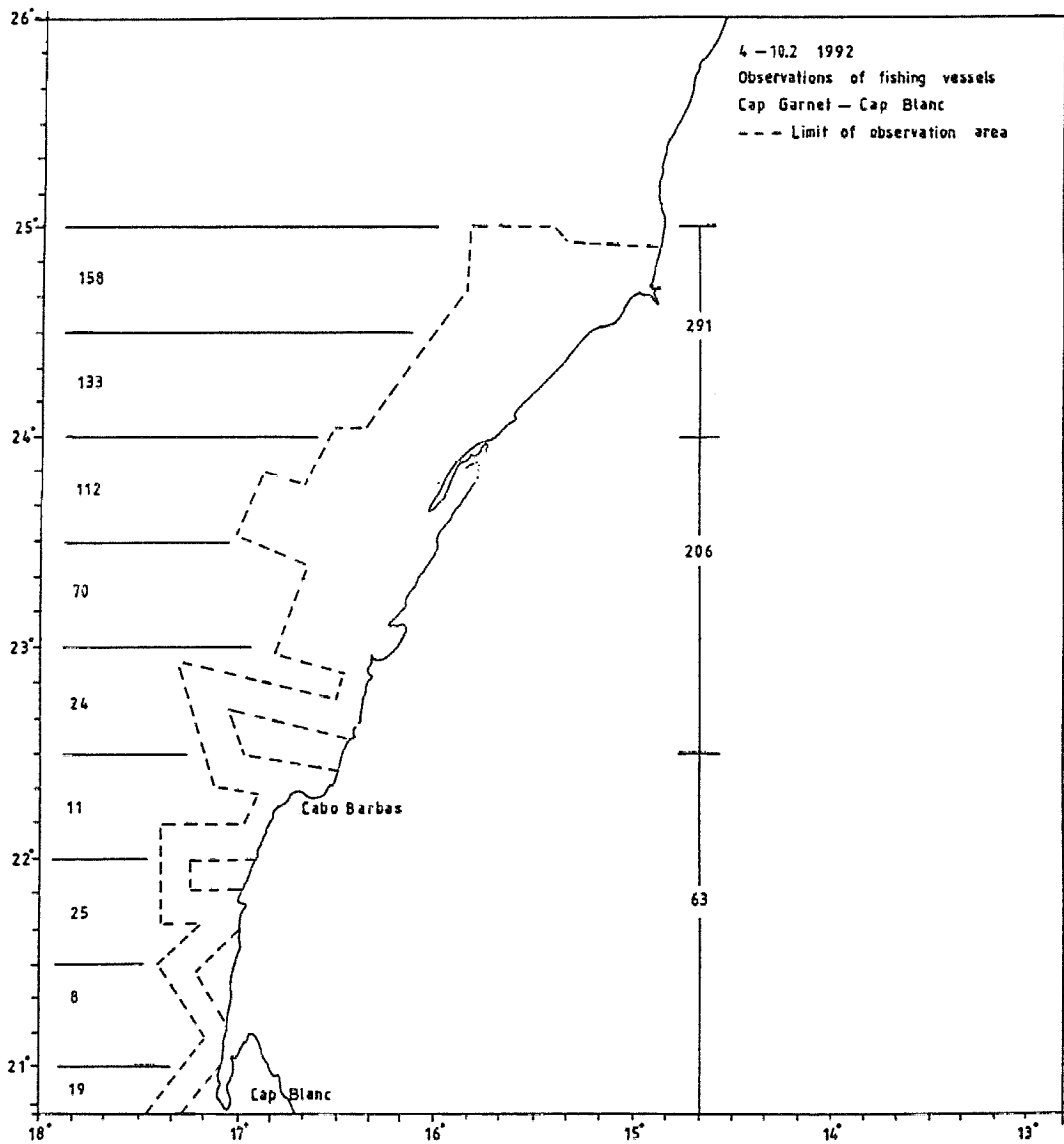 26°
4 – 10.2 1992
Observations of fishing vessels
Cap Garnet – Cap Blanc
--- Limit of observation area
25°
158
291
133
24°
112
206
70
23°
24
11
Cabo Barbas
22°
63
25
8
21°
19
Cap Blanc
18° 17° 16° 15° 14° 13°